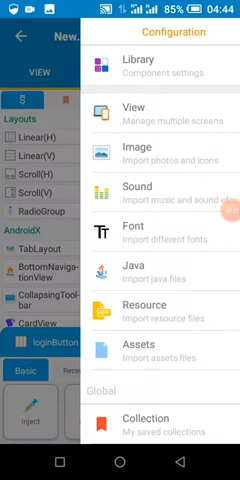 85% 04:44
New..
Configuration
VIEW
Library
Component settings
View
Manage multiple screens
Image
Import photos and icons
Sound
Import music and sound ef
Font
Import different fonts
Java
Import java files
Resource
Import resource files
Assets
Import assets files
Global
Collection
My saved collections
Layouts
Linear(H)
Linear(V)
Scroll(H)
Scroll(V)
RadioGroup
AndroidX
TabLayout
BottomNaviga-
tionView
CollapsingTool-
bar
CardView
loginButton
Basic
Recen
Inject